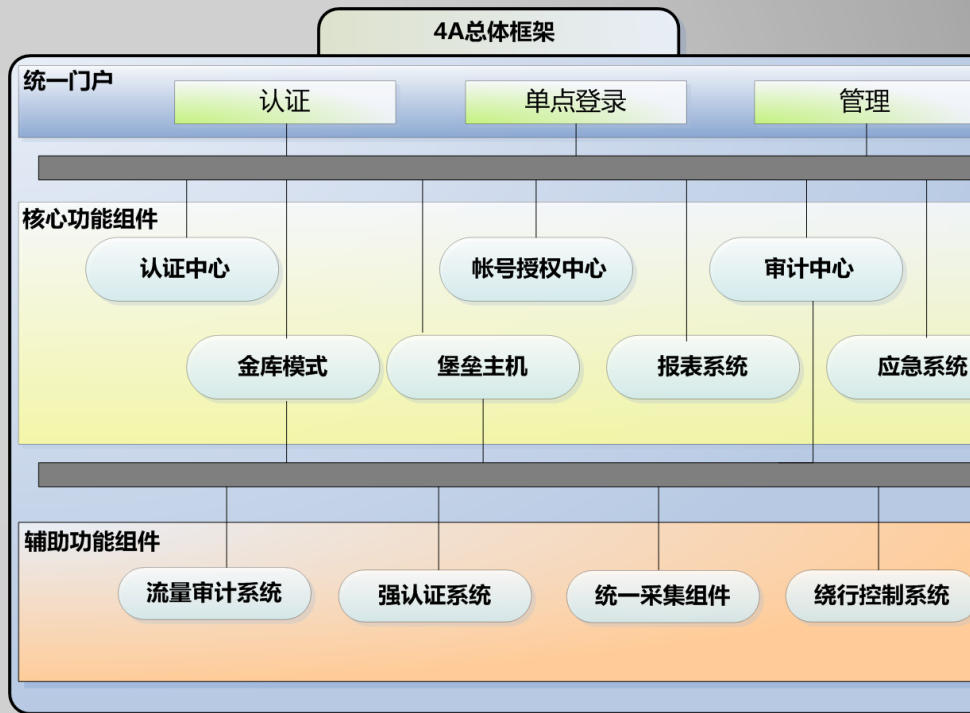 4A总体框架
统一门户
认证
单点登录
管理
核心功能组件
认证中心
帐号授权中心
审计中心
金库模式
堡垒主机
报表系统
应急系统
辅助功能组件
流量审计系统
强认证系统
统一采集组件
绕行控制系统